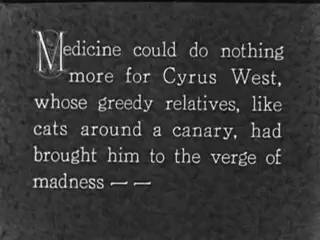 Medicine could do nothing
more for Cyrus West,
whose greedy relatives, like
cats around a canary, had
brought him to the verge of
madness — —